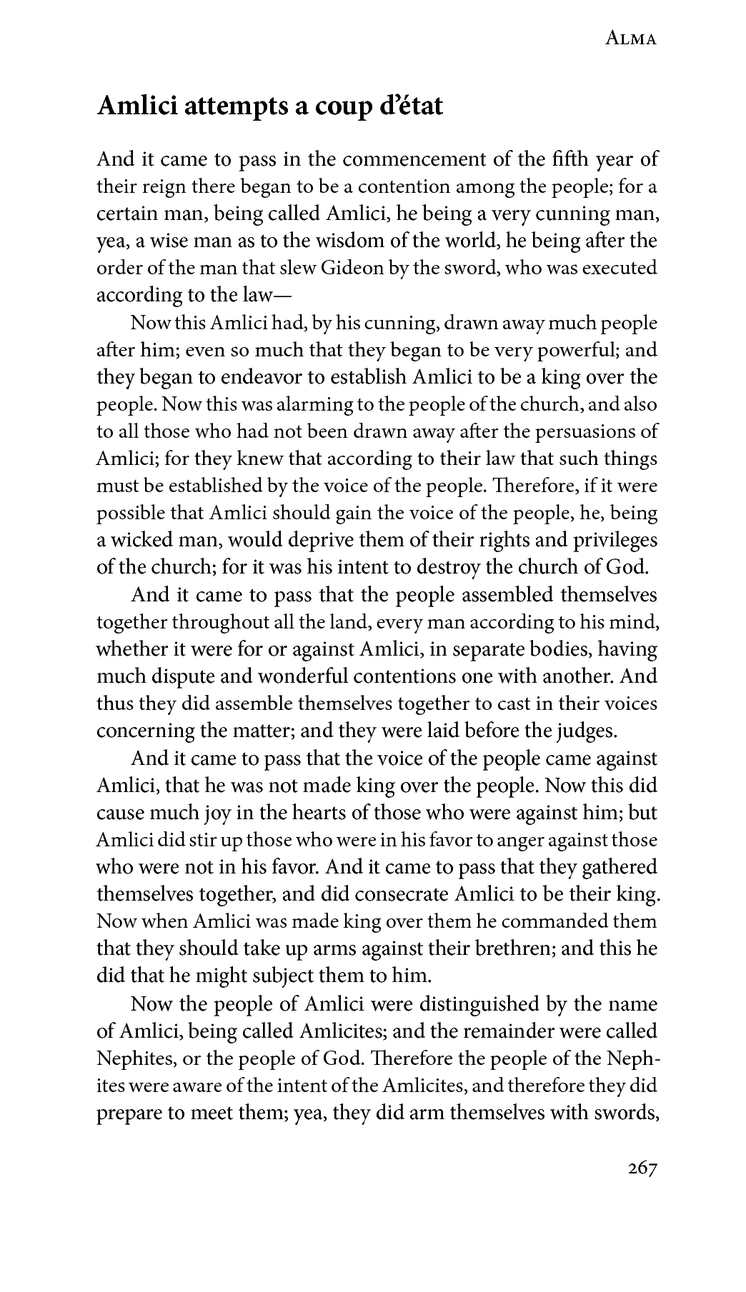 Alma
Amlici attempts a coup d’état
And it came to pass in the commencement of the fifth year of
their reign there began to be a contention among the people; for a
certain man, being called Amlici, he being a very cunning man,
yea, a wise man as to the wisdom of the world, he being after the
order of the man that slew Gideon by the sword, who was executed
according to the law—
Now this Amlici had, by his cunning, drawn away much people
after him; even so much that they began to be very powerful; and
they began to endeavor to establish Amlici to be a king over the
people. Now this was alarming to the people of the church, and also
to all those who had not been drawn away after the persuasions of
Amlici; for they knew that according to their law that such things
must be established by the voice of the people. Therefore, if it were
possible that Amlici should gain the voice of the people, he, being
a wicked man, would deprive them of their rights and privileges
of the church; for it was his intent to destroy the church of God.
And it came to pass that the people assembled themselves
together throughout all the land, every man according to his mind,
whether it were for or against Amlici, in separate bodies, having
much dispute and wonderful contentions one with another. And
thus they did assemble themselves together to cast in their voices
concerning the matter; and they were laid before the judges.
And it came to pass that the voice of the people came against
Amlici, that he was not made king over the people. Now this did
cause much joy in the hearts of those who were against him; but
Amlici did stir up those who were in his favor to anger against those
who were not in his favor. And it came to pass that they gathered
themselves together, and did consecrate Amlici to be their king.
Now when Amlici was made king over them he commanded them
that they should take up arms against their brethren; and this he
did that he might subject them to him.
Now the people of Amlici were distinguished by the name
of Amlici, being called Amlicites; and the remainder were called
Nephites, or the people of God. Therefore the people of the Neph-
ites were aware of the intent of the Amlicites, and therefore they did
prepare to meet them; yea, they did arm themselves with swords,
267